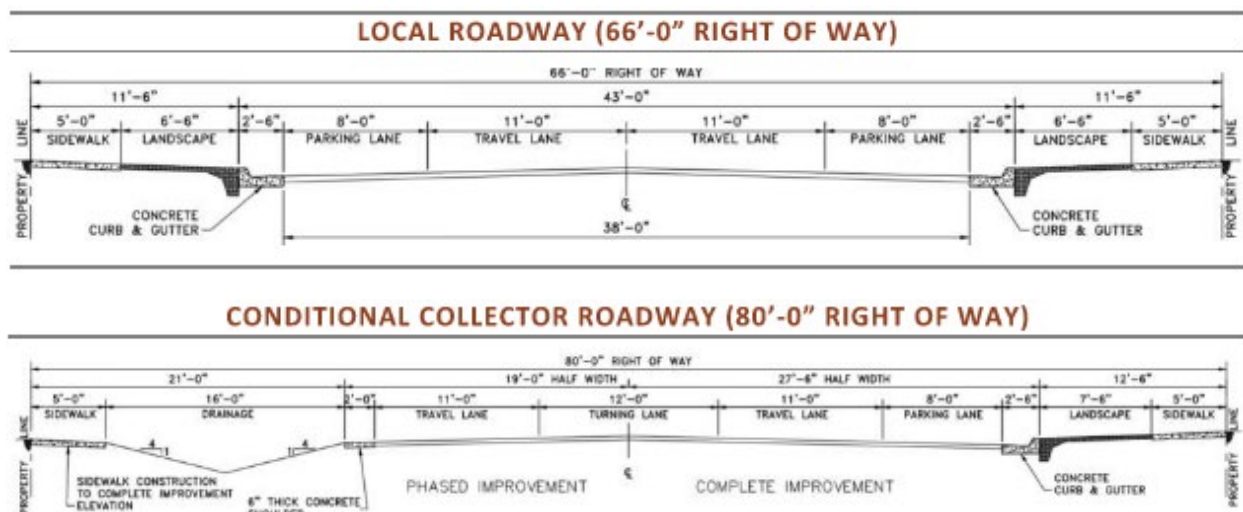 LOCAL ROADWAY (66'-0" RIGHT OF WAY)
66'-0" RIGHT OF WAY
11'-6" 43'-0" 11'-6"
5'-0" 6'-6" 2'-6" 8'-0" 11'-0" 11'-0" 8'-0" 2'-6" 6'-6" 5'-0"
SIDEWALK LANDSCAPE PARKING LANE TRAVEL LANE TRAVEL LANE PARKING LANE LANDSCAPE SIDEWALK
PROPERTY LINE
PROPERTY LINE
CONCRETE
CURB & GUTTER
38'-0"
CONCRETE
CURB & GUTTER
CONDITIONAL COLLECTOR ROADWAY (80'-0" RIGHT OF WAY)
80'-0" RIGHT OF WAY
21'-0" 19'-0" HALF WIDTH 27'-6" HALF WIDTH 12'-6"
5'-0" 16'-0" 2'-0" 11'-0" 12'-0" 11'-0" 8'-0" 2'-6" 7'-6" 5'-0"
SIDEWALK DRAINAGE TRAVEL LANE TURNING LANE TRAVEL LANE PARKING LANE LANDSCAPE SIDEWALK
PROPERTY LINE
PROPERTY LINE
4 4
SIDEWALK CONSTRUCTION
TO COMPLETE IMPROVEMENT
ELEVATION
6" THICK CONCRETE
PHASED IMPROVEMENT
COMPLETE IMPROVEMENT
CONCRETE
CURB & GUTTER